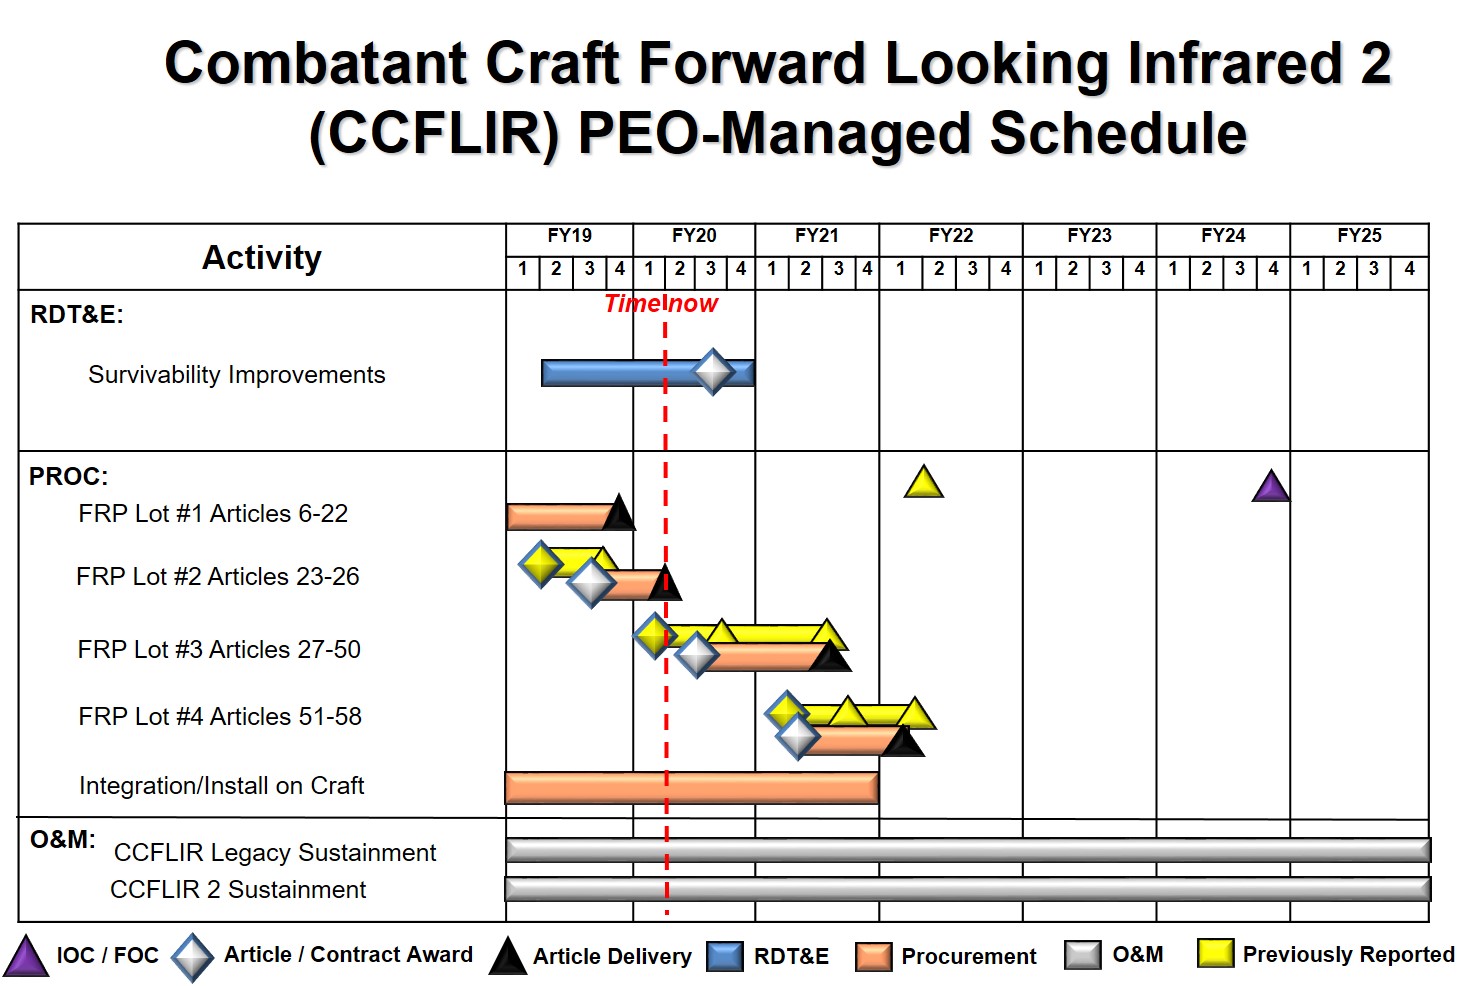 Combatant Craft Forward Looking Infrared 2
(CCFLIR) PEO-Managed Schedule
Activity
FY19 FY20 FY21 FY22 FY23 FY24 FY25
1 2 3 4 1 2 3 4 1 2 3 4 1 2 3 4 1 2 3 4 1 2 3 4 1 2 3 4
Time now
RDT&E:
Survivability Improvements
PROC:
FRP Lot #1 Articles 6-22
FRP Lot #2 Articles 23-26
FRP Lot #3 Articles 27-50
FRP Lot #4 Articles 51-58
Integration/Install on Craft
O&M:
CCFLIR Legacy Sustainment
CCFLIR 2 Sustainment
IOC / FOC Article / Contract Award Article Delivery RDT&E Procurement O&M Previously Reported